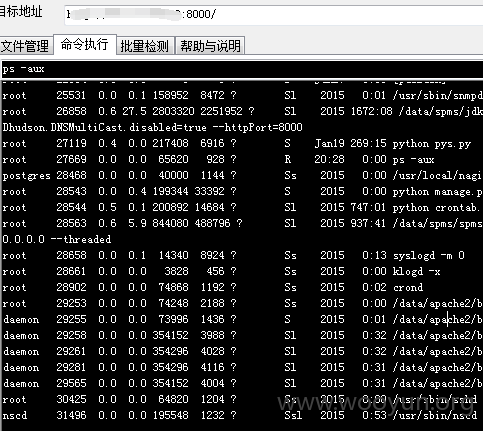 目标地址 :8000/
文件管理 命令执行 批量检测 帮助与说明
ps -aux
root 25531 0.0 0.1 158952 8472 ? Sl 2015 0:01 /usr/sbin/snmpd
root 26858 0.6 27.5 2803320 2251952 ? Sl 2015 1672:08 /data/spms/jdk
Dhudson.DNSMultiCast.disabled=true --httpPort=8000
root 27119 0.4 0.0 217408 6916 ? S Jan19 269:15 python pys.py
root 27669 0.0 0.0 65620 928 ? R 20:28 0:00 ps -aux
postgres 28468 0.0 0.0 40000 1144 ? Ss 2015 0:00 /usr/local/nagi
root 28543 0.0 0.4 199344 33392 ? S 2015 0:00 python manage.p
root 28544 0.5 0.1 200892 14684 ? Sl 2015 747:01 python crontab.
root 28563 0.6 5.9 844080 488796 ? Sl 2015 937:41 /data/spms/spms
0.0.0.0 --threaded
root 28658 0.0 0.1 14340 8924 ? Ss 2015 0:13 syslogd -m 0
root 28661 0.0 0.0 3828 456 ? Ss 2015 0:00 klogd -x
root 28902 0.0 0.0 74868 1192 ? Ss 2015 0:02 crond
root 29253 0.0 0.0 74248 2188 ? Ss 2015 0:00 /data/apache2/b
daemon 29255 0.0 0.0 73996 1436 ? S 2015 0:01 /data/apache2/b
daemon 29258 0.0 0.0 354152 3988 ? Sl 2015 0:32 /data/apache2/b
daemon 29261 0.0 0.0 354296 4028 ? Sl 2015 0:32 /data/apache2/b
daemon 29281 0.0 0.0 354296 4116 ? Sl 2015 0:31 /data/apache2/b
daemon 29565 0.0 0.0 354152 4004 ? Sl 2015 0:31 /data/apache2/b
root 30425 0.0 0.0 64820 1204 ? Ss 2015 0:00 /usr/sbin/sshd
nscd 31496 0.0 0.0 195548 1232 ? Ssl 2015 0:53 /usr/sbin/nscd
www.wooyun.org